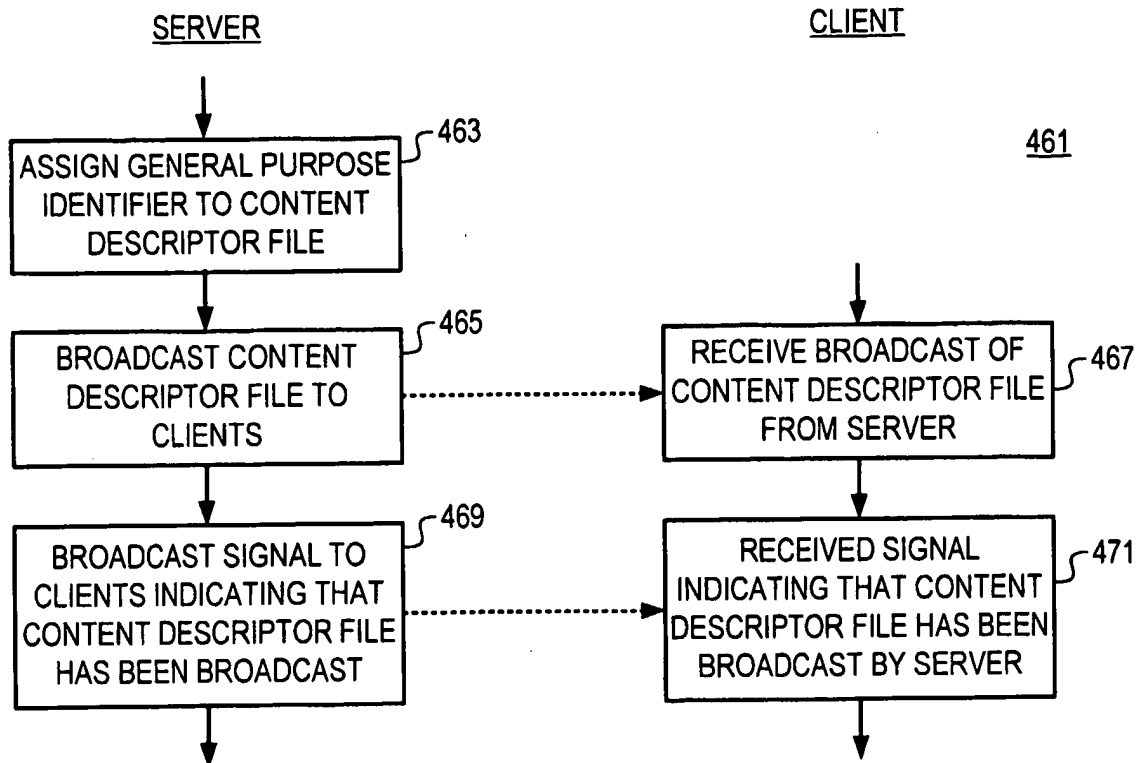 SERVER
CLIENT
461
463
ASSIGN GENERAL PURPOSE
IDENTIFIER TO CONTENT
DESCRIPTOR FILE
465
BROADCAST CONTENT
DESCRIPTOR FILE TO
CLIENTS
467
RECEIVE BROADCAST OF
CONTENT DESCRIPTOR FILE
FROM SERVER
469
BROADCAST SIGNAL TO
CLIENTS INDICATING THAT
CONTENT DESCRIPTOR FILE
HAS BEEN BROADCAST
471
RECEIVED SIGNAL
INDICATING THAT CONTENT
DESCRIPTOR FILE HAS BEEN
BROADCAST BY SERVER